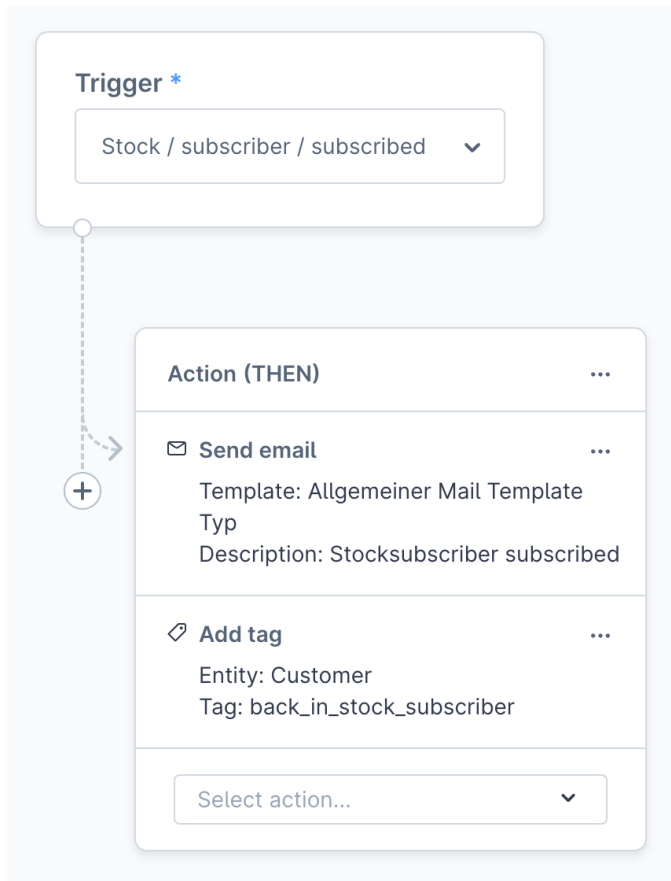 Trigger *
Stock / subscriber / subscribed
Action (THEN)
Send email
Template: Allgemeiner Mail Template
Typ
Description: Stocksubscriber subscribed
Add tag
Entity: Customer
Tag: back_in_stock_subscriber
Select action...